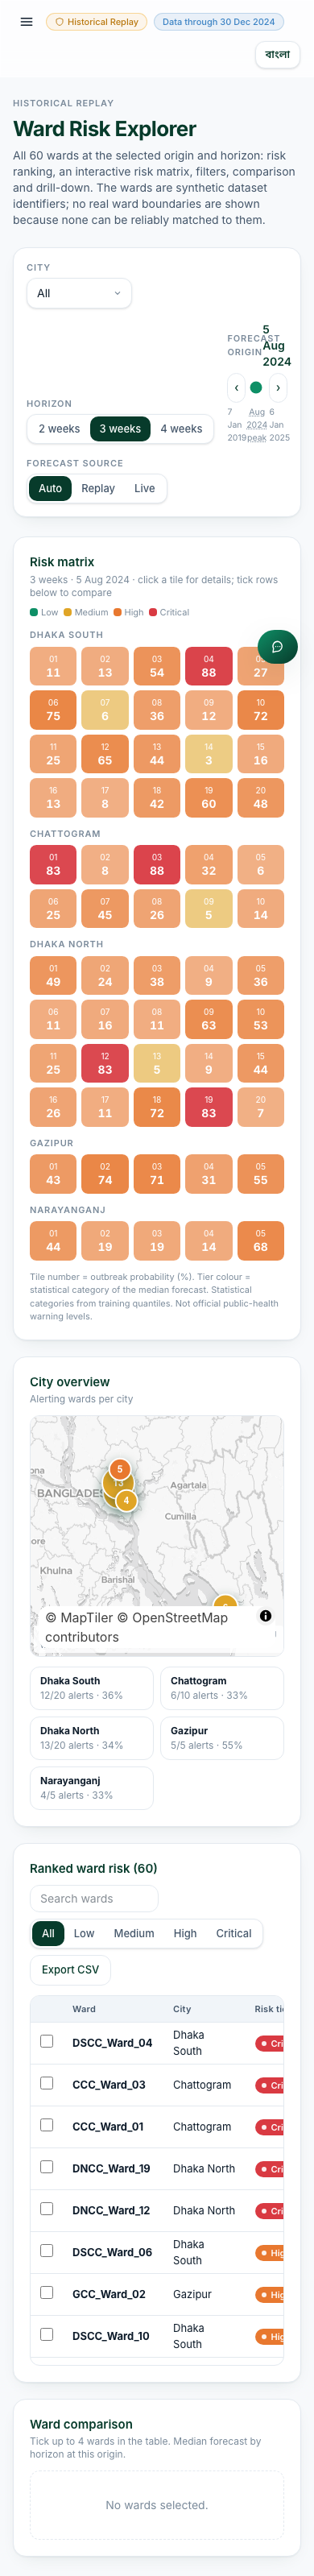 Historical Replay
Data through 30 Dec 2024
বাংলা
HISTORICAL REPLAY
Ward Risk Explorer
All 60 wards at the selected origin and horizon: risk
ranking, an interactive risk matrix, filters, comparison
and drill-down. The wards are synthetic dataset
identifiers; no real ward boundaries are shown
because none can be reliably matched to them.
CITY
All
HORIZON
2 weeks 3 weeks 4 weeks
FORECAST
ORIGIN
5
Aug
2024
7
Jan
2019
Aug
2024
peak
6
Jan
2025
FORECAST SOURCE
Auto Replay Live
Risk matrix
3 weeks · 5 Aug 2024 · click a tile for details; tick rows
below to compare
Low Medium High Critical
DHAKA SOUTH
01 02 03 04
11 13 54 88 27
06 07 08 09 10
75 6 36 12 72
11 12 13 14 15
25 65 44 3 16
16 17 18 19 20
13 8 42 60 48
CHATTOGRAM
01 02 03 04 05
83 8 88 32 6
06 07 08 09 10
25 45 26 5 14
DHAKA NORTH
01 02 03 04 05
49 24 38 9 36
06 07 08 09 10
11 16 11 63 53
11 12 13 14 15
25 83 5 9 44
16 17 18 19 20
26 11 72 83 7
GAZIPUR
01 02 03 04 05
43 74 71 31 55
NARAYANGANJ
01 02 03 04 05
44 19 19 14 68
Tile number = outbreak probability (%). Tier colour =
statistical category of the median forecast. Statistical
categories from training quantiles. Not official public-health
warning levels.
City overview
Alerting wards per city
5
13
4
ona
BANGLADES
Agartala
ore
Cumilla
Khulna
Barishal
© MapTiler © OpenStreetMap
contributors
Dhaka South
12/20 alerts · 36%
Chattogram
6/10 alerts · 33%
Dhaka North
13/20 alerts · 34%
Gazipur
5/5 alerts · 55%
Narayanganj
4/5 alerts · 33%
Ranked ward risk (60)
Search wards
All Low Medium High Critical
Export CSV
Ward City Risk tie
DSCC_Ward_04 Dhaka South Cri
CCC_Ward_03 Chattogram Cri
CCC_Ward_01 Chattogram Cri
DNCC_Ward_19 Dhaka North Cri
DNCC_Ward_12 Dhaka North Cri
DSCC_Ward_06 Dhaka South Hig
GCC_Ward_02 Gazipur Hig
DSCC_Ward_10 Dhaka South Hig
Ward comparison
Tick up to 4 wards in the table. Median forecast by
horizon at this origin.
No wards selected.